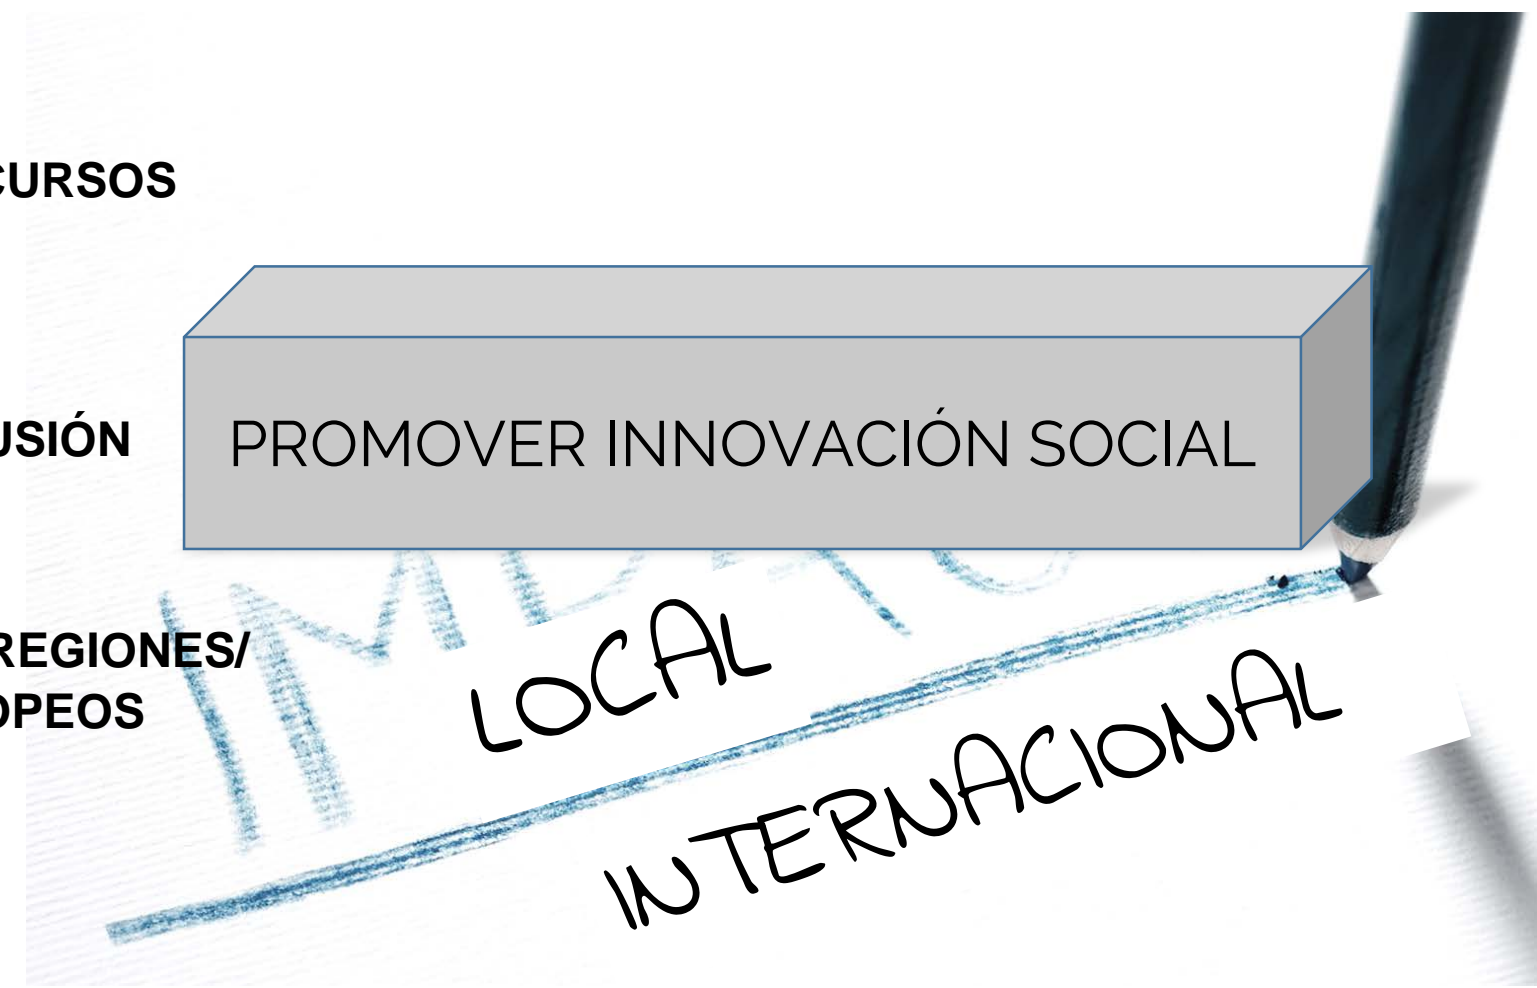 CURSOS
USIÓN
PROMOVER INNOVACIÓN SOCIAL
REGIONES/
OPEOS
LOCAL
INTERNACIONAL